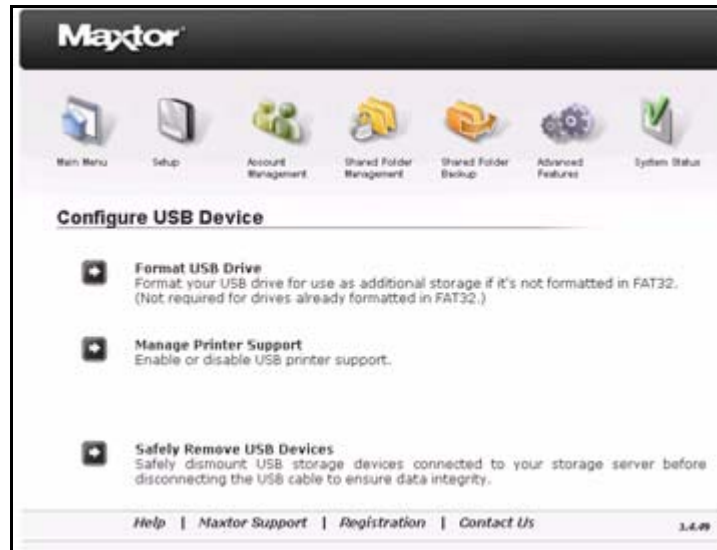 Maxtor
Main Menu
Setup
Account
Management
Shared Folder
Management
Shared Folder
Backup
Advanced
Features
System Status
Configure USB Device
Format USB Drive
Format your USB drive for use as additional storage if it's not formatted in FAT32.
(Not required for drives already formatted in FAT32.)
Manage Printer Support
Enable or disable USB printer support.
Safely Remove USB Devices
Safely dismount USB storage devices connected to your storage server before
disconnecting the USB cable to ensure data integrity.
Help | Maxtor Support | Registration | Contact Us